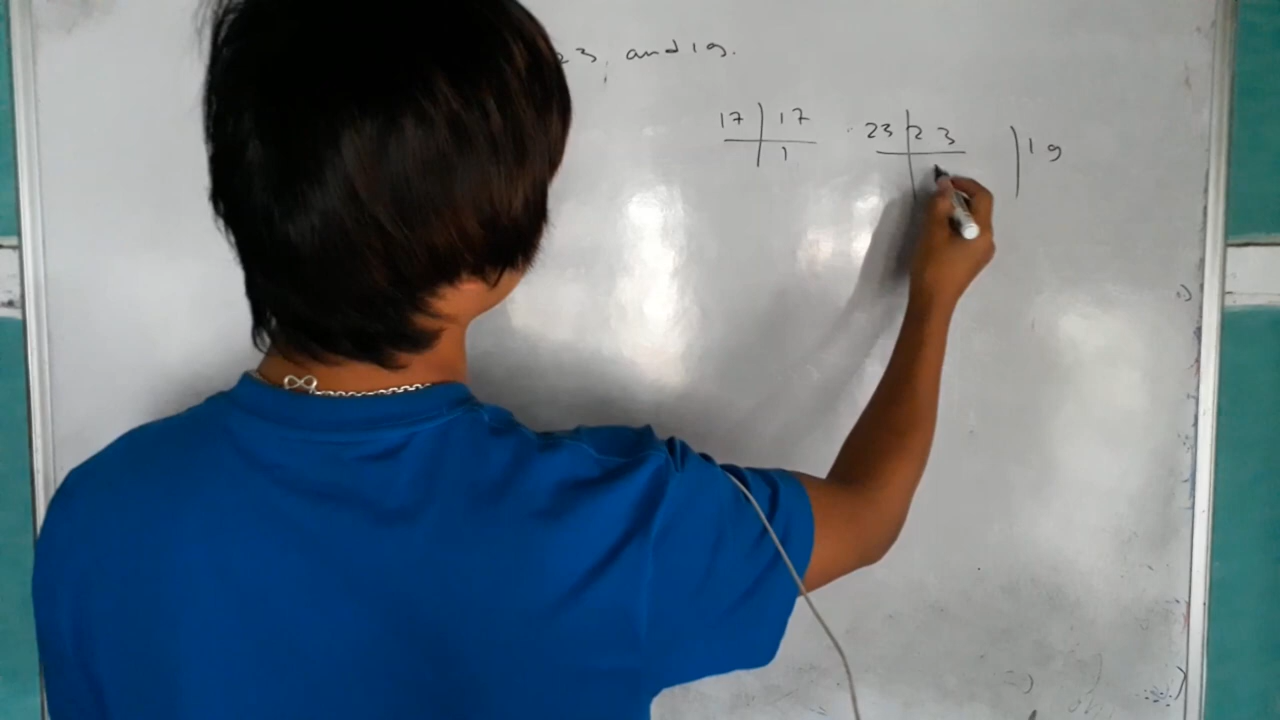 23, and 19.
17 | 17 23 | 23 | 19
1